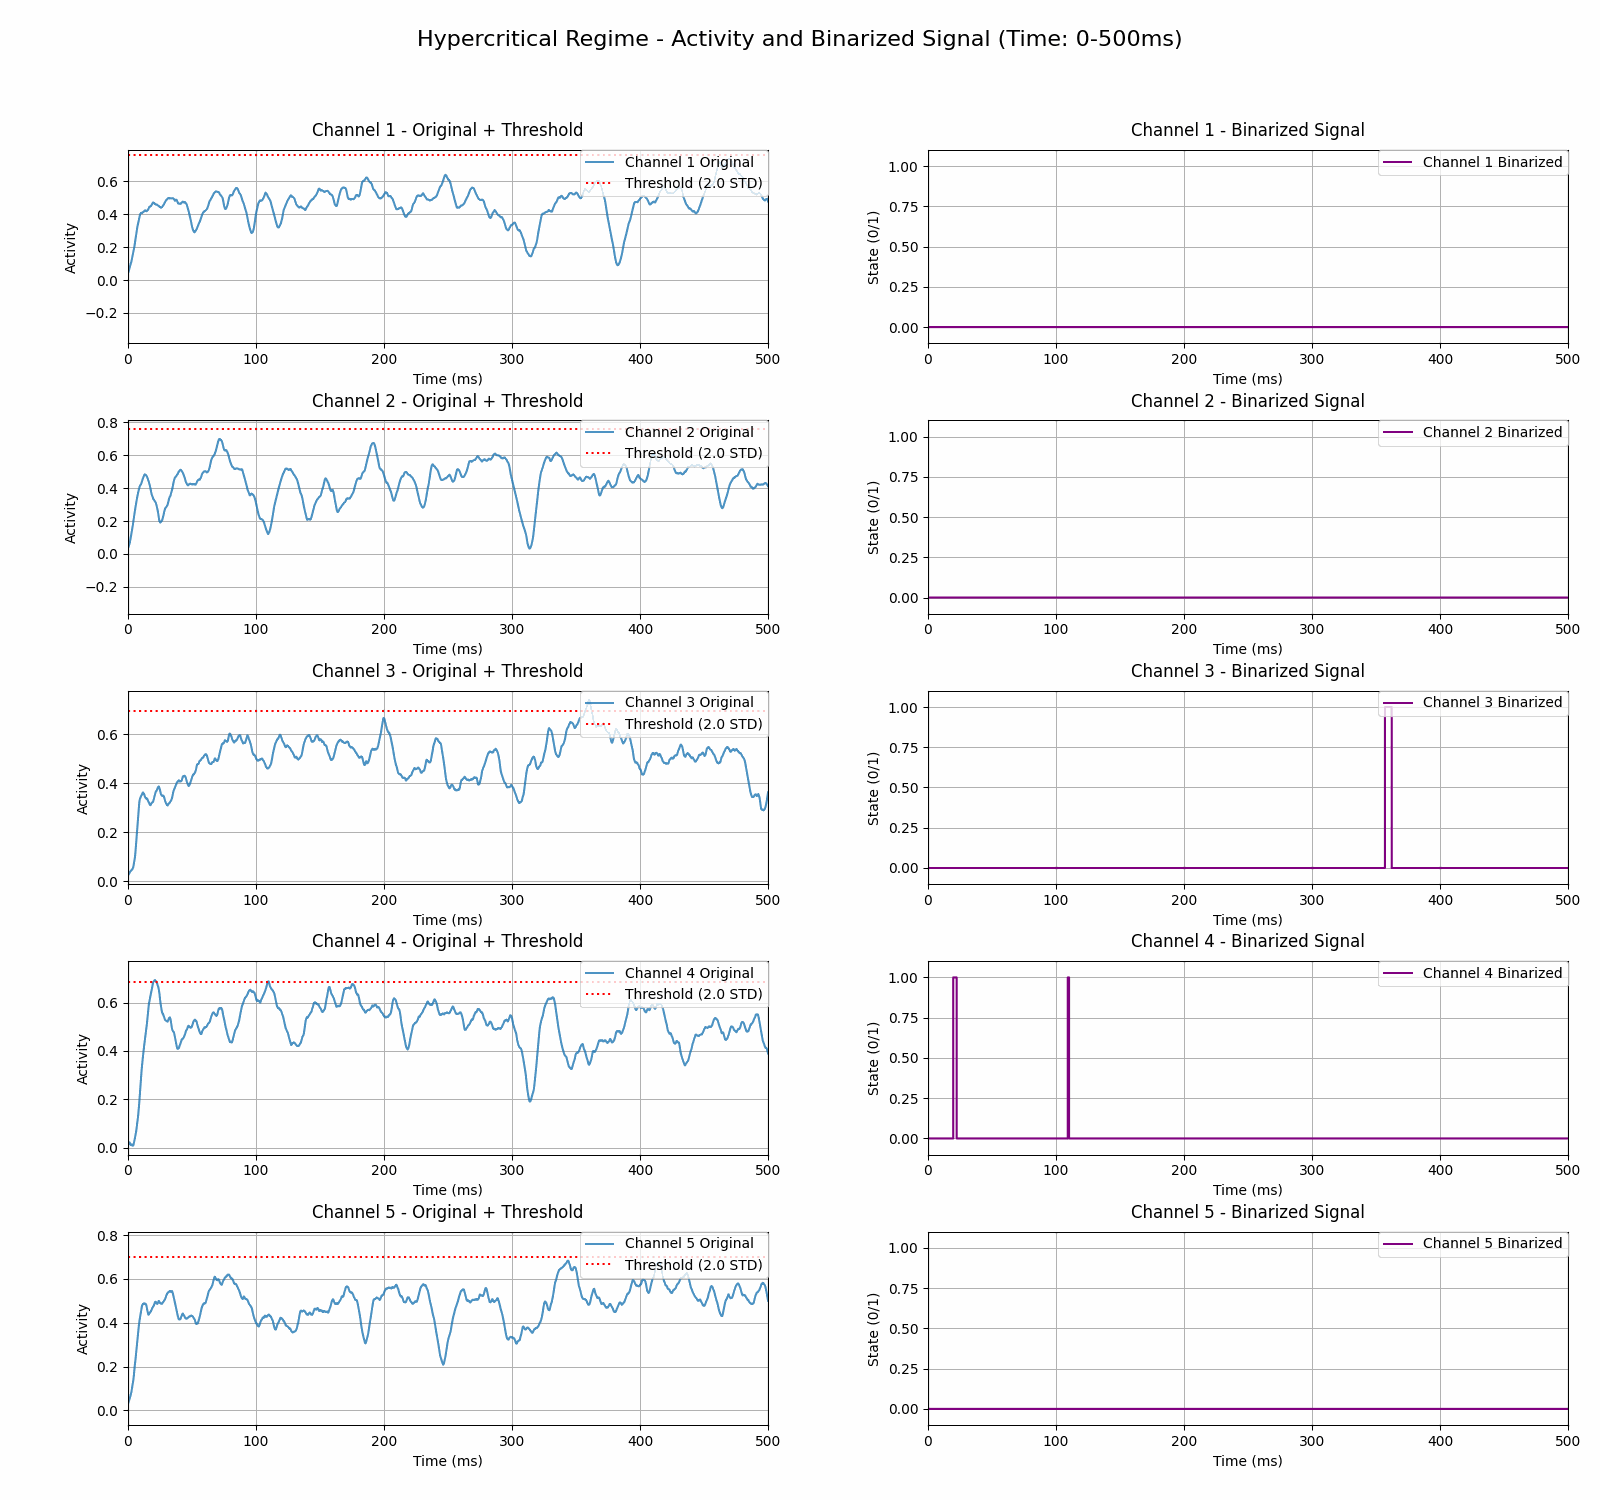 Hypercritical Regime - Activity and Binarized Signal (Time: 0-500ms)
Channel 1 - Original + Threshold
Channel 1 Original
Threshold (2.0 STD)
Activity
0.6
0.4
0.2
0.0
−0.2
0 100 200 300 400 500
Time (ms)
Channel 1 - Binarized Signal
Channel 1 Binarized
State (0/1)
1.00
0.75
0.50
0.25
0.00
0 100 200 300 400 500
Time (ms)
Channel 2 - Original + Threshold
Channel 2 Original
Threshold (2.0 STD)
Activity
0.8
0.6
0.4
0.2
0.0
−0.2
0 100 200 300 400 500
Time (ms)
Channel 2 - Binarized Signal
Channel 2 Binarized
State (0/1)
1.00
0.75
0.50
0.25
0.00
0 100 200 300 400 500
Time (ms)
Channel 3 - Original + Threshold
Channel 3 Original
Threshold (2.0 STD)
Activity
0.6
0.4
0.2
0.0
0 100 200 300 400 500
Time (ms)
Channel 3 - Binarized Signal
Channel 3 Binarized
State (0/1)
1.00
0.75
0.50
0.25
0.00
0 100 200 300 400 500
Time (ms)
Channel 4 - Original + Threshold
Channel 4 Original
Threshold (2.0 STD)
Activity
0.6
0.4
0.2
0.0
0 100 200 300 400 500
Time (ms)
Channel 4 - Binarized Signal
Channel 4 Binarized
State (0/1)
1.00
0.75
0.50
0.25
0.00
0 100 200 300 400 500
Time (ms)
Channel 5 - Original + Threshold
Channel 5 Original
Threshold (2.0 STD)
Activity
0.8
0.6
0.4
0.2
0.0
0 100 200 300 400 500
Time (ms)
Channel 5 - Binarized Signal
Channel 5 Binarized
State (0/1)
1.00
0.75
0.50
0.25
0.00
0 100 200 300 400 500
Time (ms)